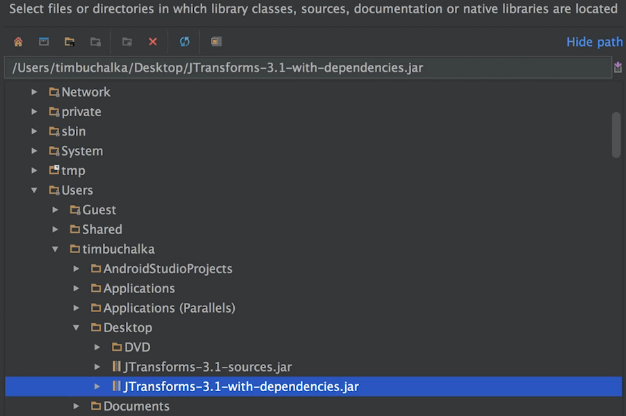 Select files or directories in which library classes, sources, documentation or native libraries are located
Hide path
/Users/timbuchalka/Desktop/JTransforms-3.1-with-dependencies.jar
Network
private
sbin
System
tmp
Users
Guest
Shared
timbuchalka
AndroidStudioProjects
Applications
Applications (Parallels)
Desktop
DVD
JTransforms-3.1-sources.jar
JTransforms-3.1-with-dependencies.jar
Documents